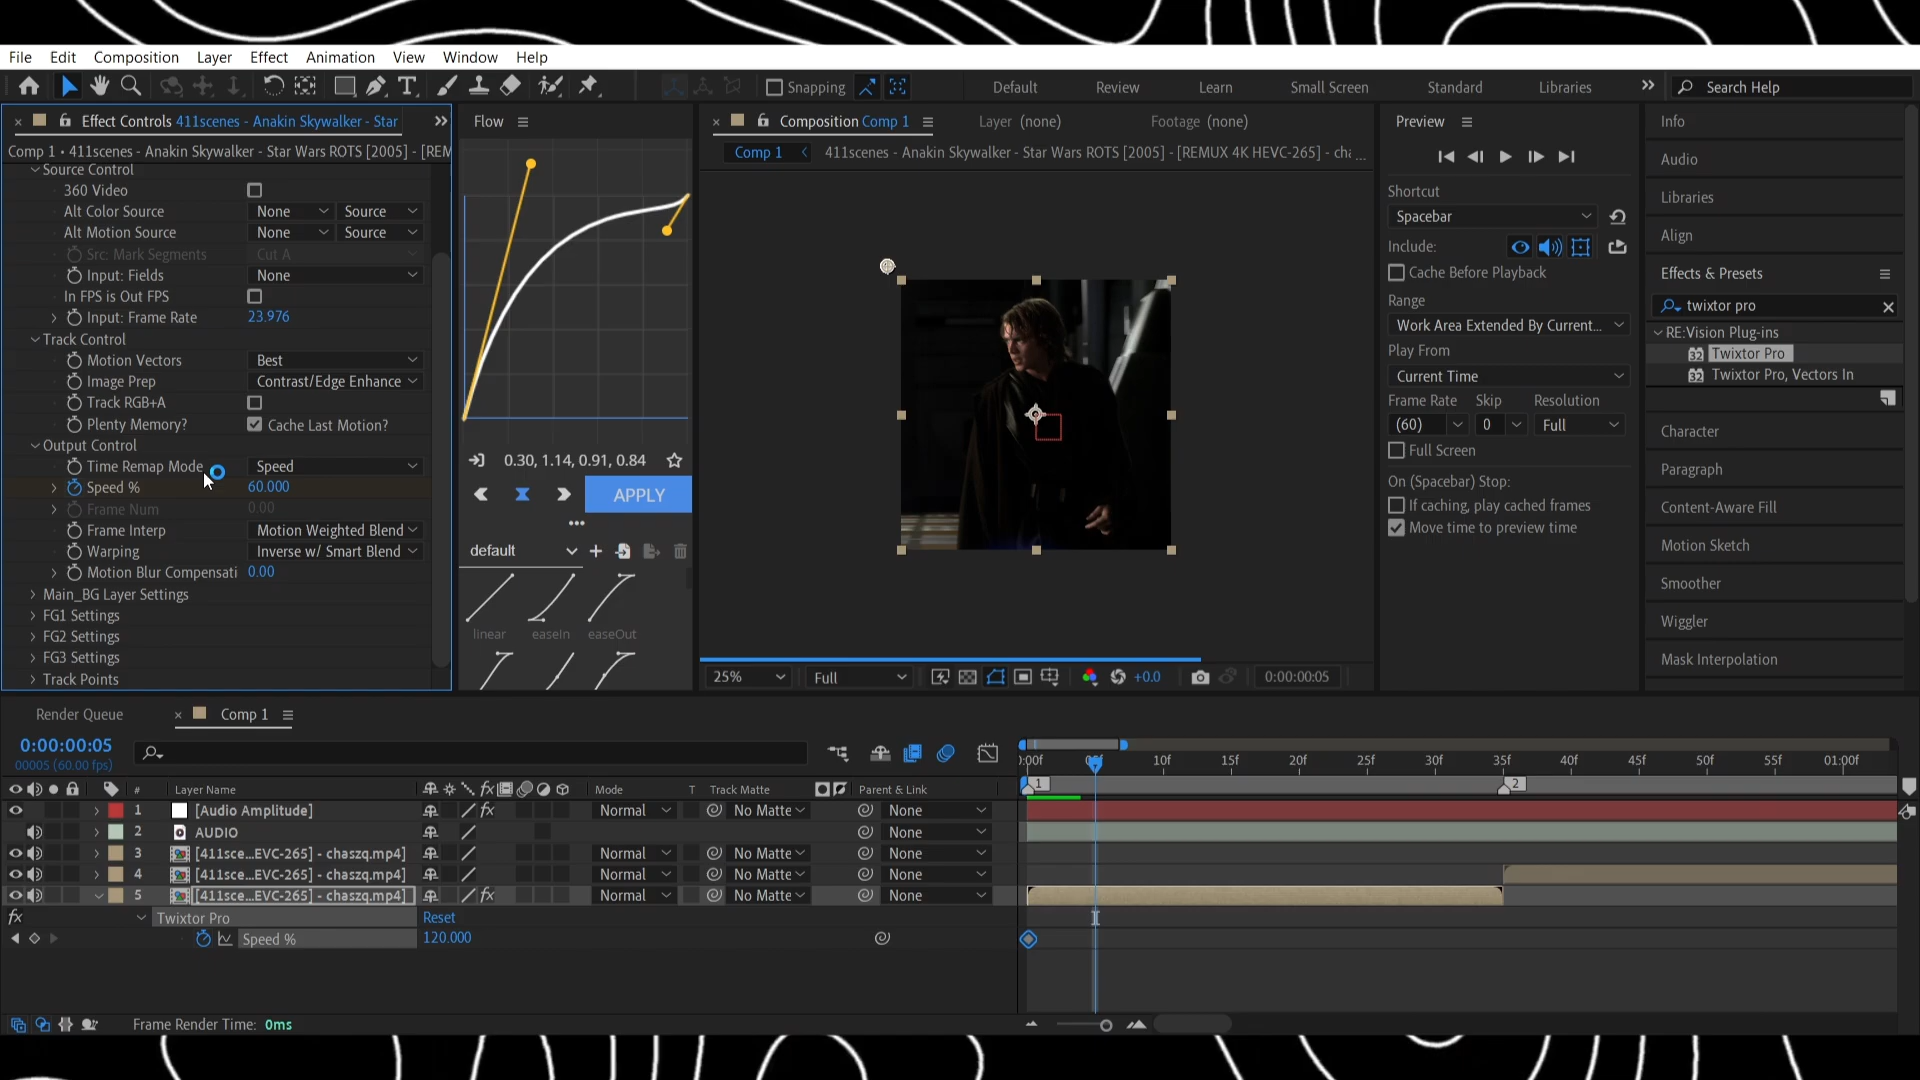 File Edit Composition Layer Effect Animation View Window Help
Snapping Default Review Learn Small Screen Standard Libraries Search Help
Effect Controls 411scenes - Anakin Skywalker - Star
Comp 1 • 411scenes - Anakin Skywalker - Star Wars ROTS [2005] - [REM
Source Control
360 Video
Alt Color Source None Source
Alt Motion Source None Source
Src: Mark Segments Cut A
Input: Fields None
In FPS is Out FPS
Input: Frame Rate 23.976
Track Control
Motion Vectors Best
Image Prep Contrast/Edge Enhance
Track RGB+A
Plenty Memory? Cache Last Motion?
Output Control
Time Remap Mode Speed
Speed % 60.000
Frame Num 0.00
Frame Interp Motion Weighted Blend
Warping Inverse w/ Smart Blend
Motion Blur Compensati 0.00
Main_BG Layer Settings
FG1 Settings
FG2 Settings
FG3 Settings
Track Points
Flow
0.30, 1.14, 0.91, 0.84
APPLY
default
linear easeIn easeOut
Composition Comp 1 Layer (none) Footage (none)
Comp 1 411scenes - Anakin Skywalker - Star Wars ROTS [2005] - [REMUX 4K HEVC-265] - cha ...
25% Full +0.0 0:00:00:05
Preview
Shortcut
Spacebar
Include:
Cache Before Playback
Range
Work Area Extended By Current...
Play From
Current Time
Frame Rate Skip Resolution
(60) 0 Full
Full Screen
On (Spacebar) Stop:
If caching, play cached frames
Move time to preview time
Info
Audio
Libraries
Align
Effects & Presets
twixtor pro
RE:Vision Plug-ins
32 Twixtor Pro
32 Twixtor Pro, Vectors In
Character
Paragraph
Content-Aware Fill
Motion Sketch
Smoother
Wiggler
Mask Interpolation
Render Queue Comp 1
0:00:00:05
00005 (60.00 fps)
# Layer Name fx Mode T Track Matte Parent & Link
):00f 05f 10f 15f 20f 25f 30f 35f 40f 45f 50f 55f 01:00f
1 2
1 [Audio Amplitude] fx Normal No Matte None
2 AUDIO None
3 [411sce...EVC-265] - chaszq.mp4] Normal No Matte None
4 [411sce...EVC-265] - chaszq.mp4] Normal No Matte None
5 [411sce...EVC-265] - chaszq.mp4] fx Normal No Matte None
fx Twixtor Pro Reset
Speed % 120.000
Frame Render Time: 0ms